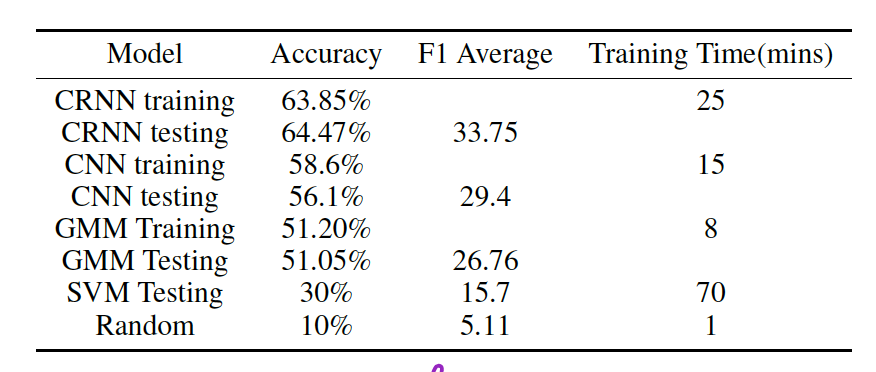 Model Accuracy F1 Average Training Time(mins)
CRNN training 63.85% 25
CRNN testing 64.47% 33.75
CNN training 58.6% 15
CNN testing 56.1% 29.4
GMM Training 51.20% 8
GMM Testing 51.05% 26.76
SVM Testing 30% 15.7 70
Random 10% 5.11 1